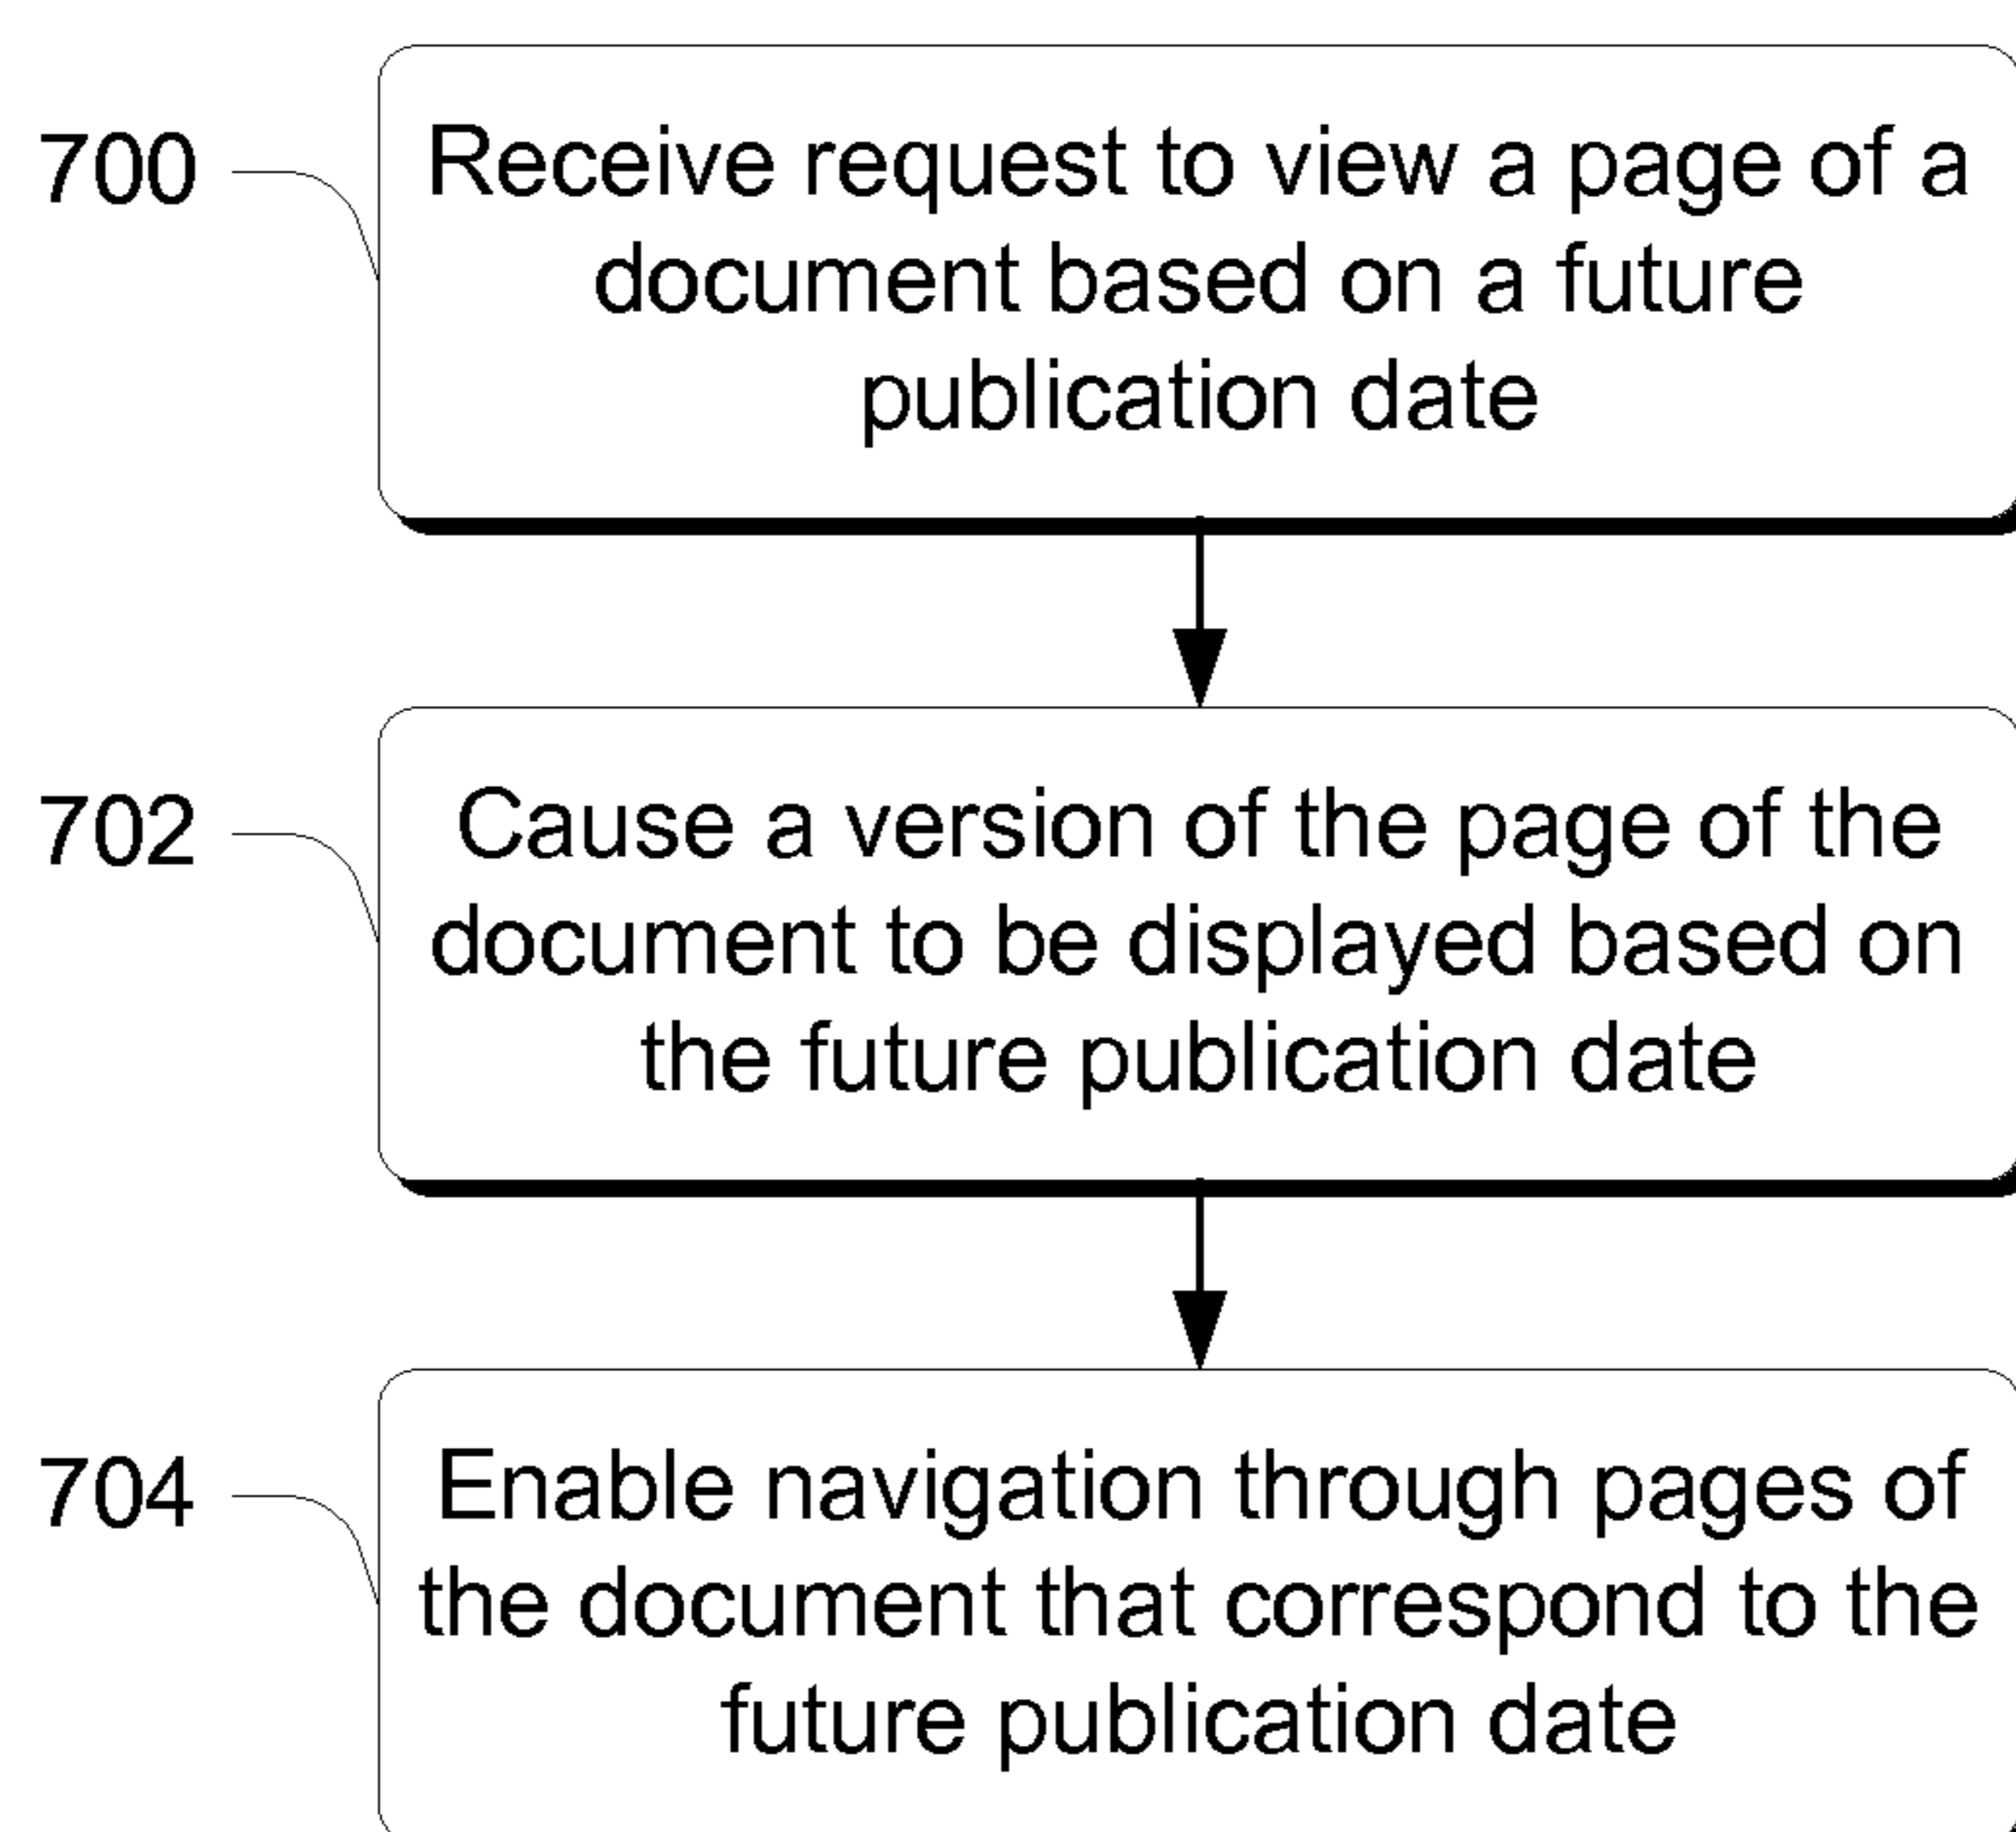 700
Receive request to view a page of a
document based on a future
publication date
702
Cause a version of the page of the
document to be displayed based on
the future publication date
704
Enable navigation through pages of
the document that correspond to the
future publication date